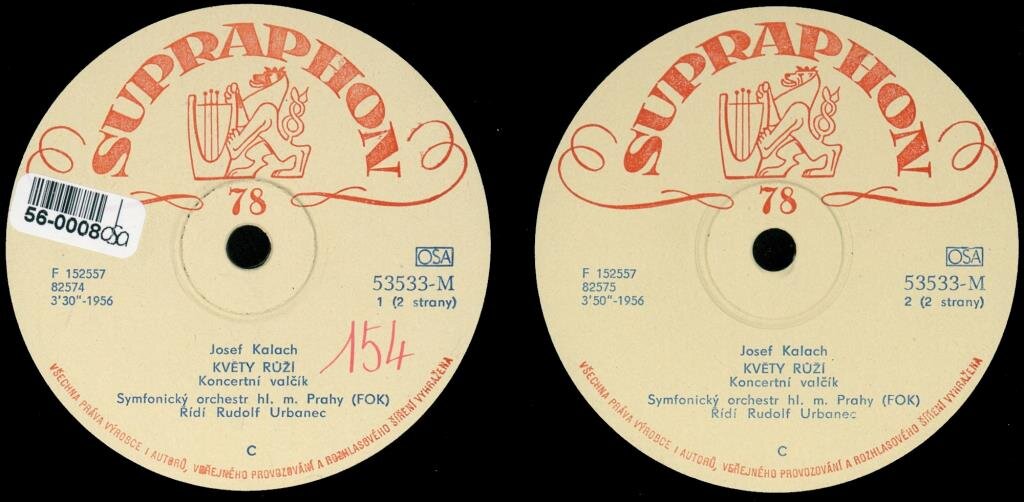 SUPRAPHON
78
56-0008
OSA
F 152557
82574
3'30"-1956
OSA
53533-M
1 (2 strany)
154
Josef Kalach
KVĚTY RŮŽÍ
Koncertní valčík
Symfonický orchestr hl. m. Prahy (FOK)
Řídí Rudolf Urbanec
C
VŠECHNA PRÁVA VÝROBCE I AUTORŮ, VEŘEJNÉHO PROVOZOVÁNÍ A ROZHLASOVÉHO ŠÍŘENÍ VYHRAŽENA
SUPRAPHON
78
F 152557
82575
3'50"-1956
OSA
53533-M
2 (2 strany)
Josef Kalach
KVĚTY RŮŽÍ
Koncertní valčík
Symfonický orchestr hl. m. Prahy (FOK)
Řídí Rudolf Urbanec
C
VŠECHNA PRÁVA VÝROBCE I AUTORŮ, VEŘEJNÉHO PROVOZOVÁNÍ A ROZHLASOVÉHO ŠÍŘENÍ VYHRAŽENA